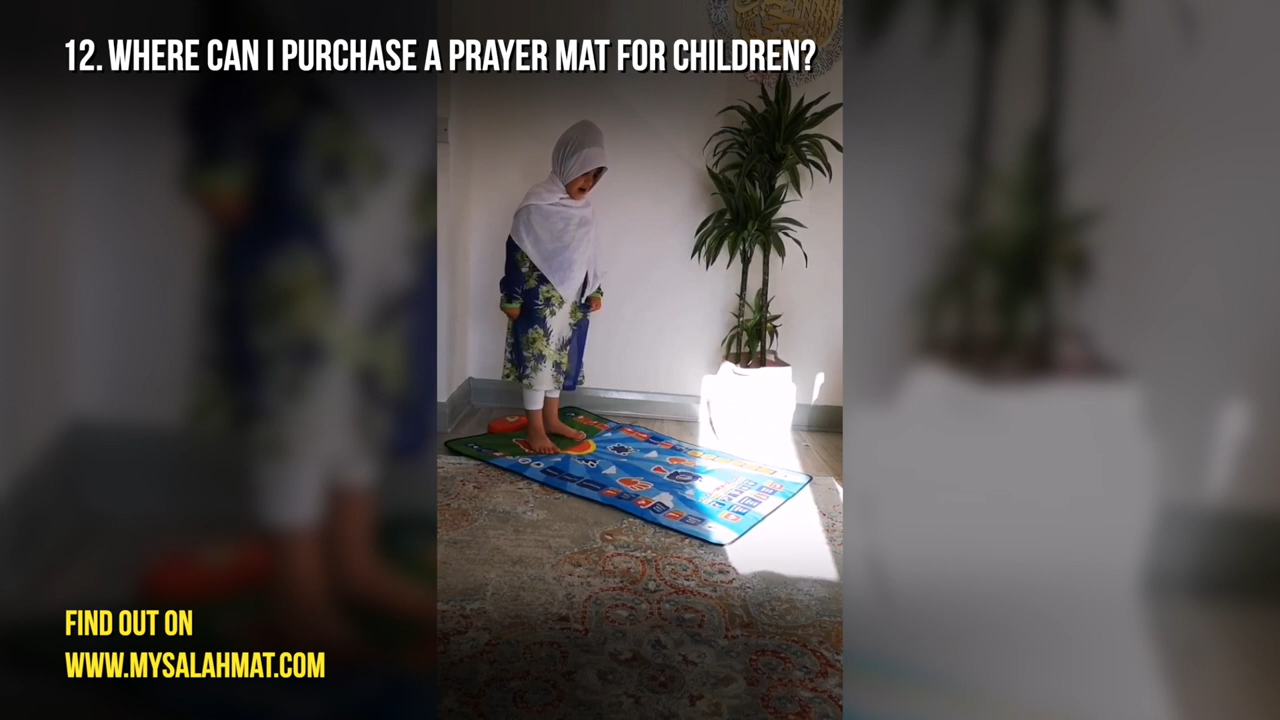 12. WHERE CAN I PURCHASE A PRAYER MAT FOR CHILDREN?
FIND OUT ON
WWW.MYSALAHMAT.COM